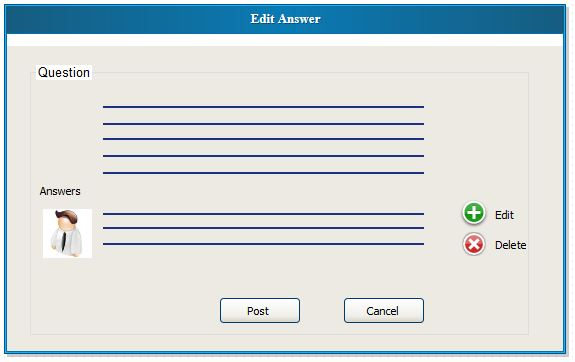 Edit Answer
Question
Answers
Edit
Delete
Post
Cancel